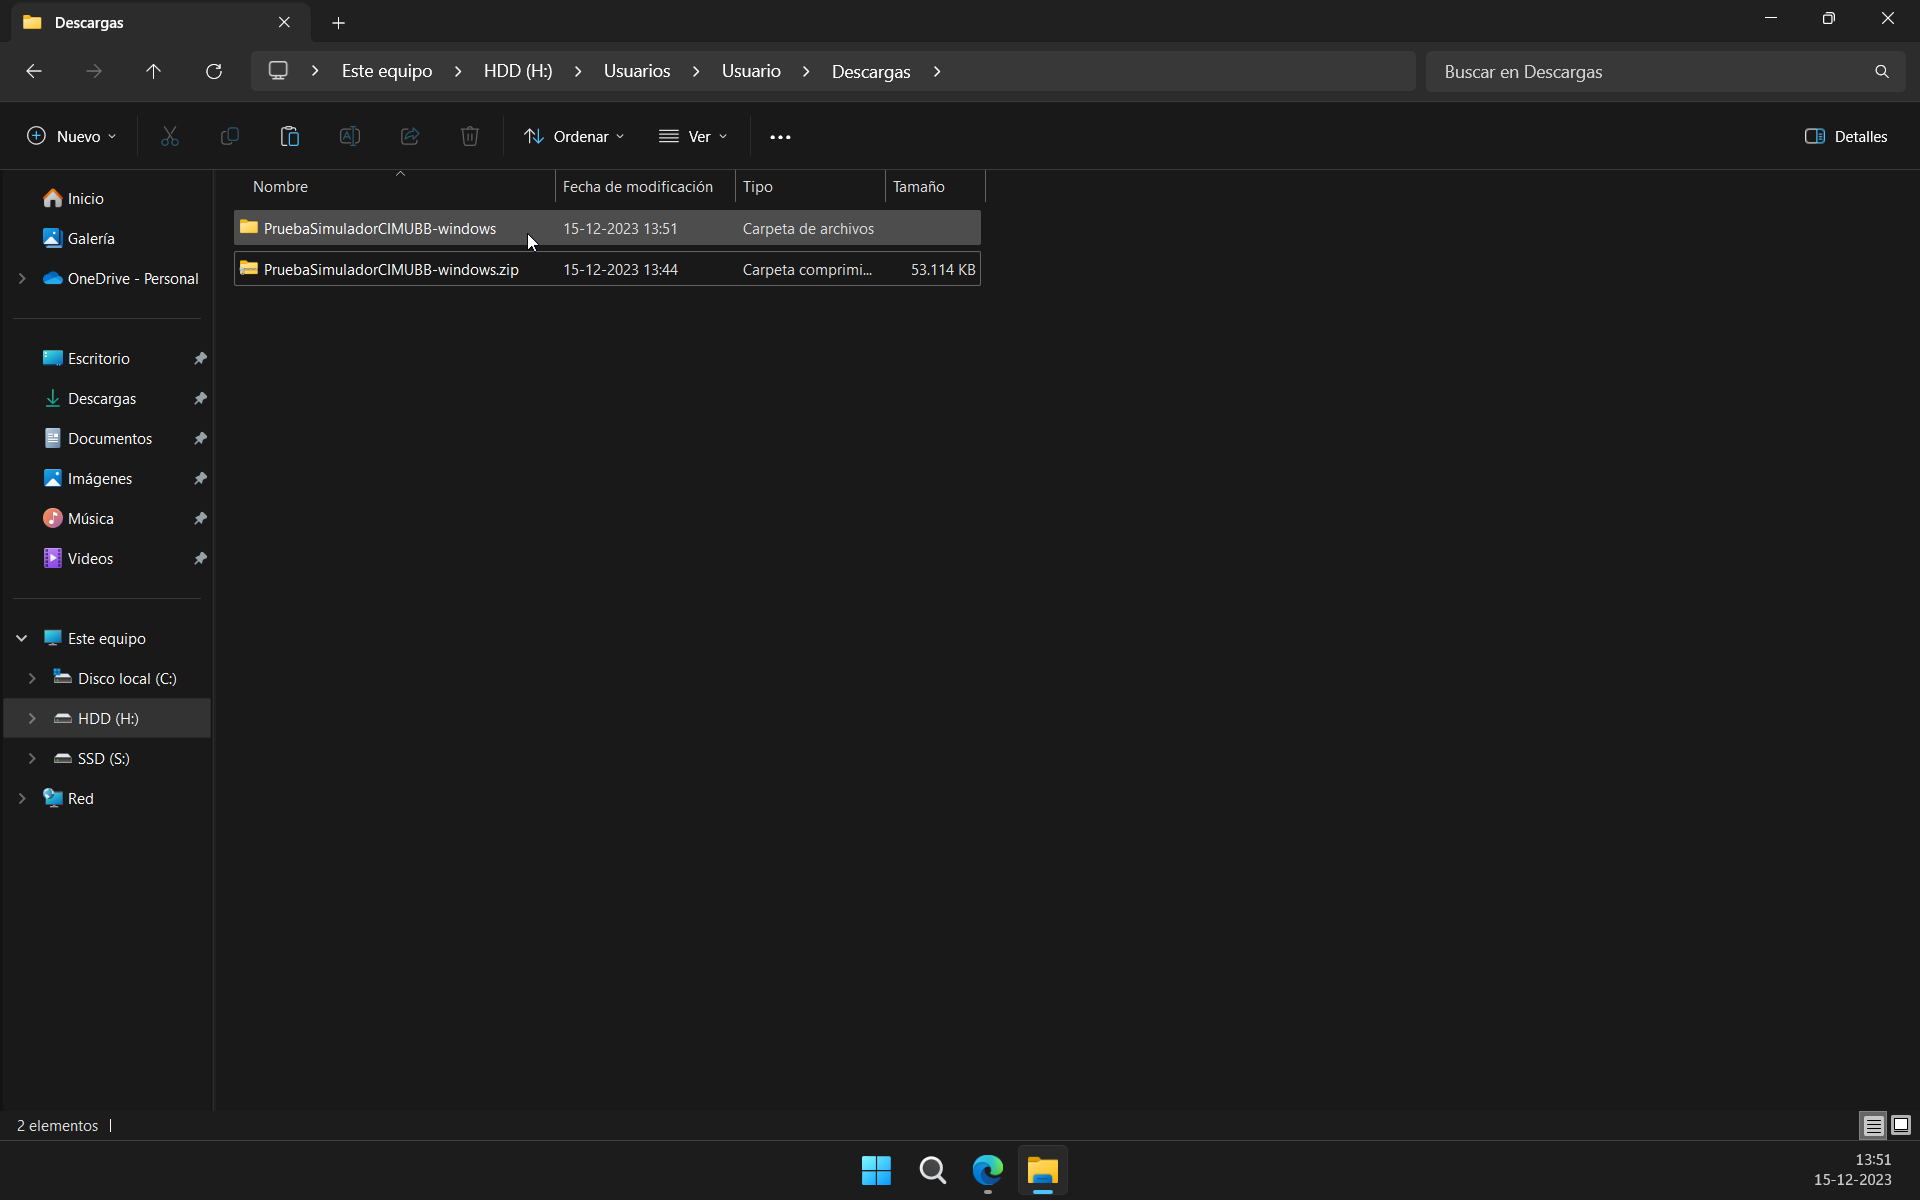 Descargas
Este equipo > HDD (H:) > Usuarios > Usuario > Descargas >
Buscar en Descargas
Nuevo
Ordenar
Ver
Detalles
Inicio
Galería
OneDrive - Personal
Escritorio
Descargas
Documentos
Imágenes
Música
Videos
Este equipo
Disco local (C:)
HDD (H:)
SSD (S:)
Red
Nombre Fecha de modificación Tipo Tamaño
PruebaSimuladorCIMUBB-windows 15-12-2023 13:51 Carpeta de archivos
PruebaSimuladorCIMUBB-windows.zip 15-12-2023 13:44 Carpeta comprimi... 53.114 KB
2 elementos
13:51
15-12-2023